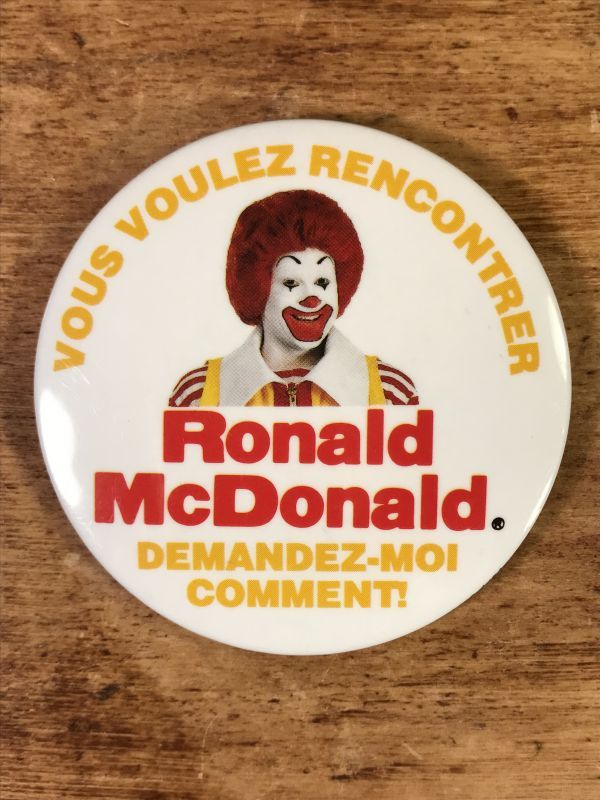 VOUS VOULEZ RENCONTRER
Ronald
McDonald®
DEMANDEZ-MOI
COMMENT!